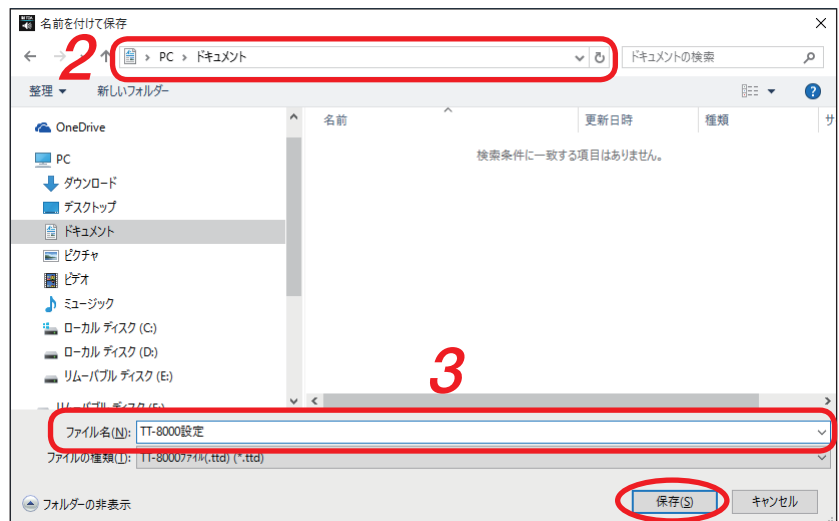 名前を付けて保存
2
PC › ドキュメント
ドキュメントの検索
整理
新しいフォルダー
名前
更新日時
種類
サ
検索条件に一致する項目はありません。
OneDrive
PC
ダウンロード
デスクトップ
ドキュメント
ピクチャ
ビデオ
ミュージック
ローカル ディスク (C:)
ローカル ディスク (D:)
リムーバブル ディスク (E:)
3
ファイル名(N): TT-8000設定
ファイルの種類(T): TT-8000ファイル(.ttd) (*.ttd)
フォルダーの非表示
保存(S)
キャンセル